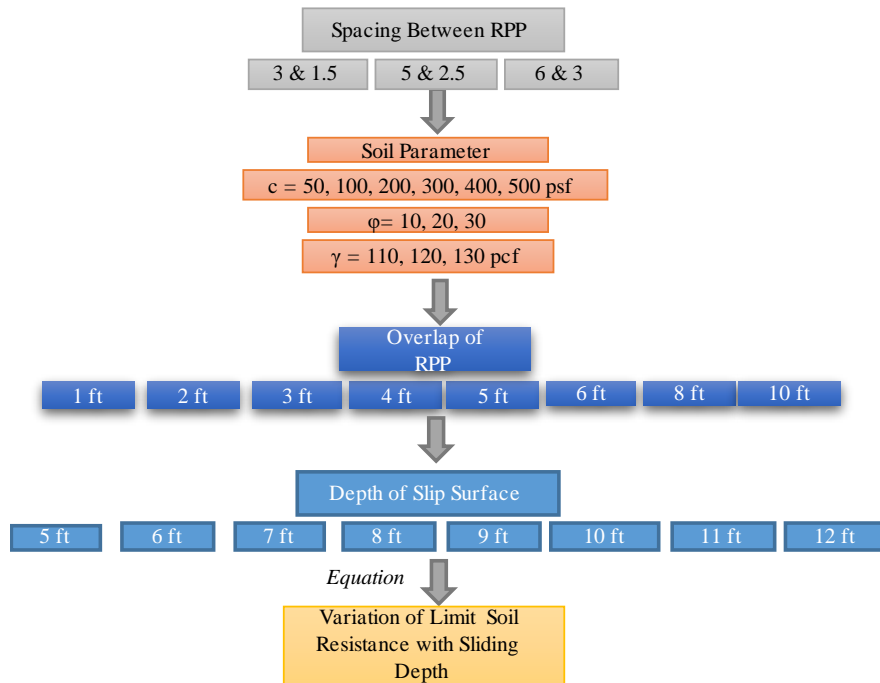 Spacing Between RPP
3 & 1.5
5 & 2.5
6 & 3
Soil Parameter
c = 50, 100, 200, 300, 400, 500 psf
φ= 10, 20, 30
γ = 110, 120, 130 pcf
Overlap of
RPP
1 ft
2 ft
3 ft
4 ft
5 ft
6 ft
8 ft
10 ft
Depth of Slip Surface
5 ft
6 ft
7 ft
8 ft
9 ft
10 ft
11 ft
12 ft
Equation
Variation of Limit Soil
Resistance with Sliding
Depth